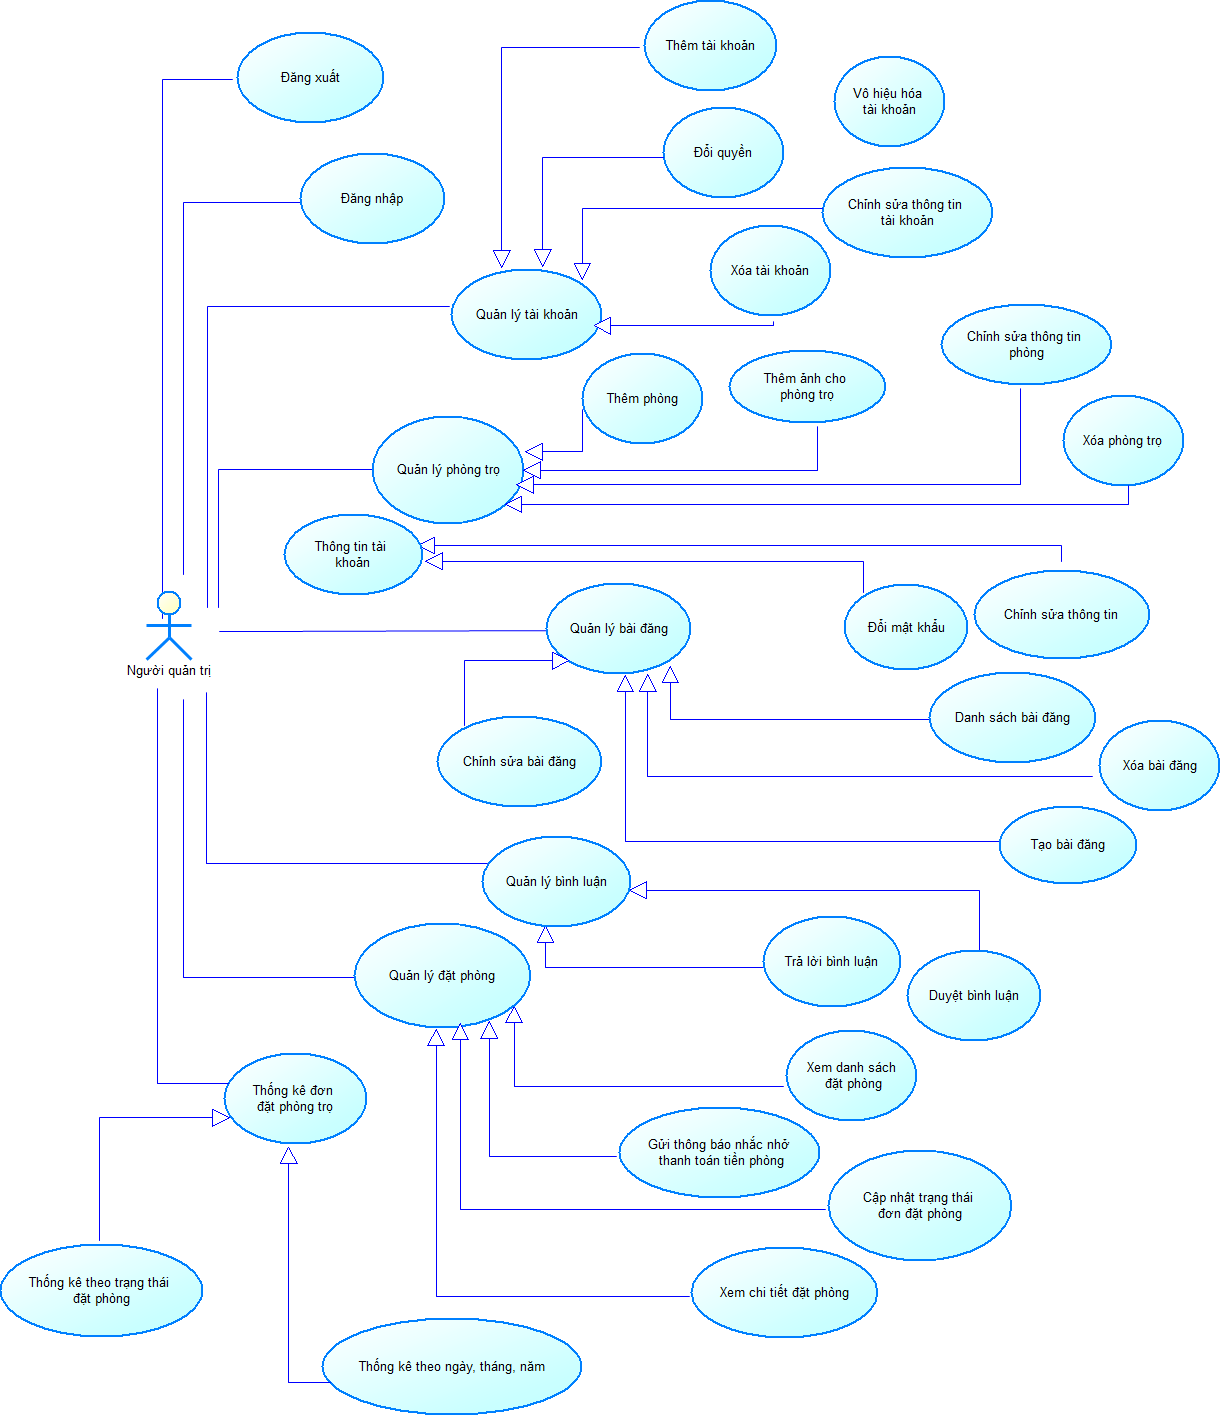 Thêm tài khoản
Đăng xuất
Vô hiệu hóa
tài khoản
Đổi quyền
Đăng nhập
Chỉnh sửa thông tin
tài khoản
Xóa tài khoản
Quản lý tài khoản
Chỉnh sửa thông tin
phòng
Thêm ảnh cho
phòng trọ
Thêm phòng
Xóa phòng trọ
Quản lý phòng trọ
Thông tin tài
khoản
Chỉnh sửa thông tin
Đổi mật khẩu
Quản lý bài đăng
Người quản trị
Danh sách bài đăng
Chỉnh sửa bài đăng
Xóa bài đăng
Tạo bài đăng
Quản lý bình luận
Trả lời bình luận
Quản lý đặt phòng
Duyệt bình luận
Xem danh sách
đặt phòng
Thống kê đơn
đặt phòng trọ
Gửi thông báo nhắc nhở
thanh toán tiền phòng
Cập nhật trạng thái
đơn đặt phòng
Thống kê theo trạng thái
đặt phòng
Xem chi tiết đặt phòng
Thống kê theo ngày, tháng, năm